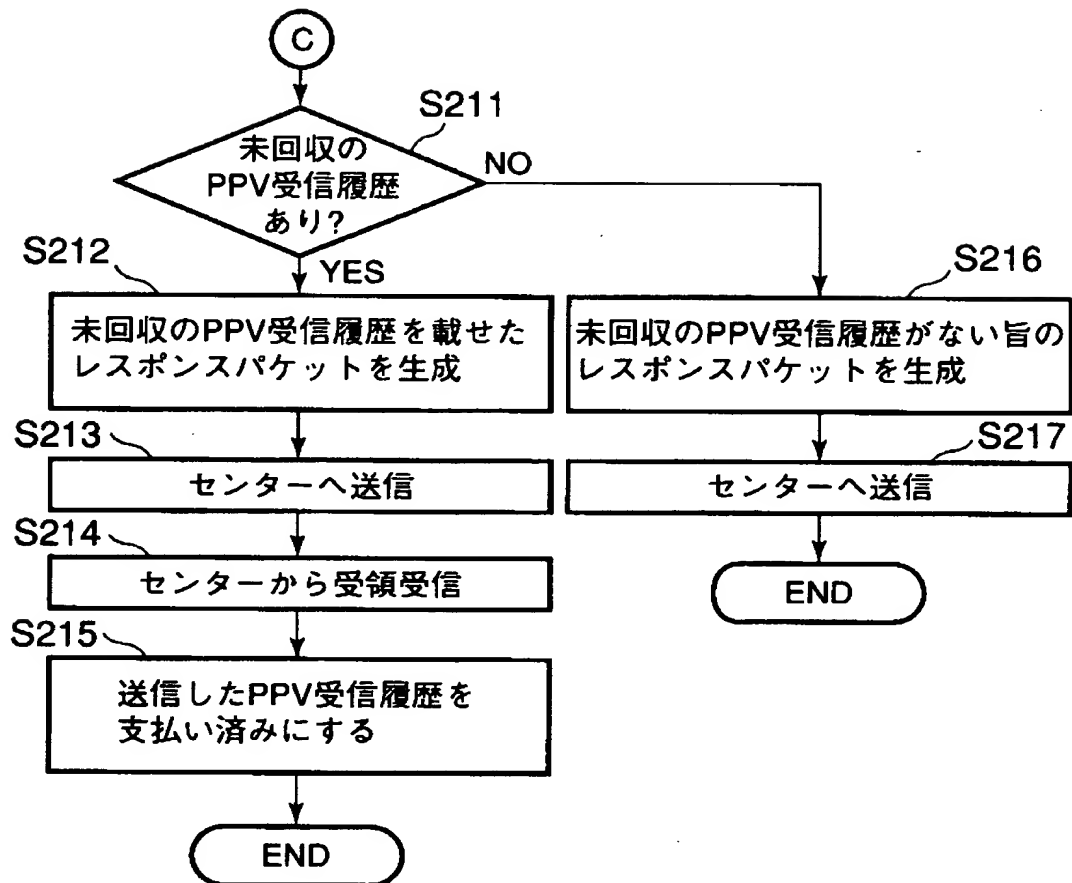 C
S211
未回収の
PPV受信履歴
あり?
NO
YES
S212
未回収のPPV受信履歴を載せた
レスポンスパケットを生成
S213
センターへ送信
S214
センターから受領受信
S215
送信したPPV受信履歴を
支払い済みにする
END
S216
未回収のPPV受信履歴がない旨の
レスポンスパケットを生成
S217
センターへ送信
END